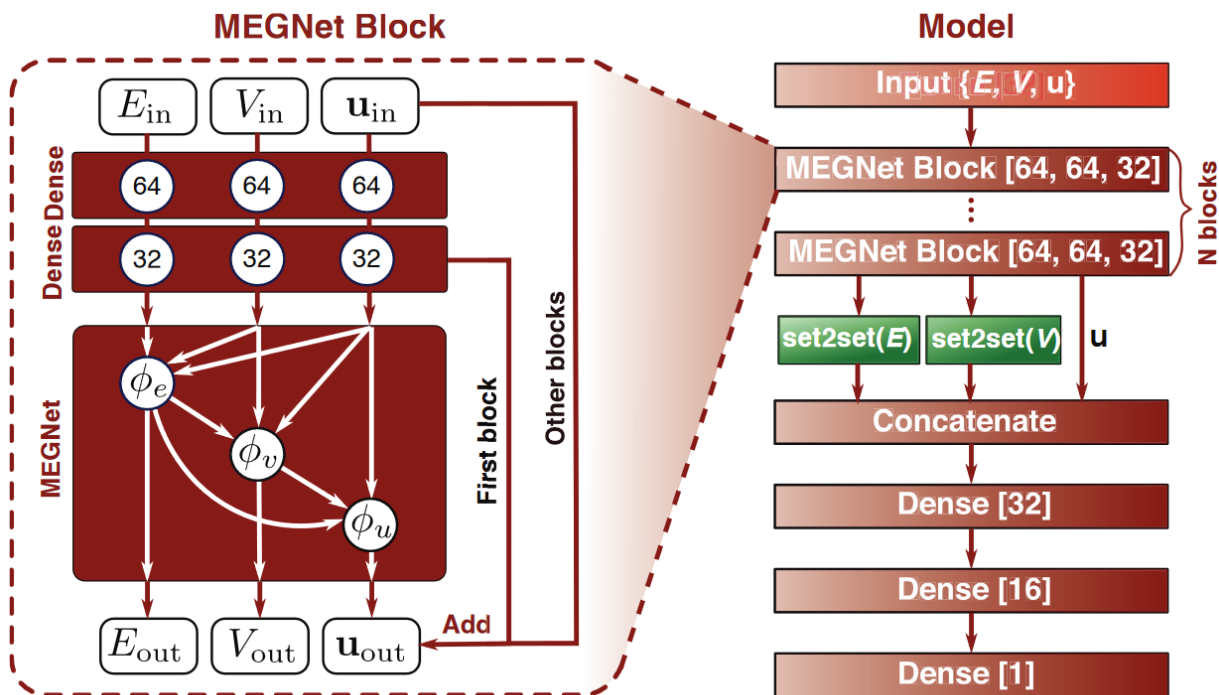 MEGNet Block
E_in V_in u_in
Dense
64 64 64
Dense
32 32 32
MEGNet
ϕ_e
ϕ_v
ϕ_u
First block
Other blocks
Add
E_out V_out u_out
Model
Input {E, V, u}
MEGNet Block [64, 64, 32]
⋮
MEGNet Block [64, 64, 32]
N blocks
set2set(E) set2set(V) u
Concatenate
Dense [32]
Dense [16]
Dense [1]